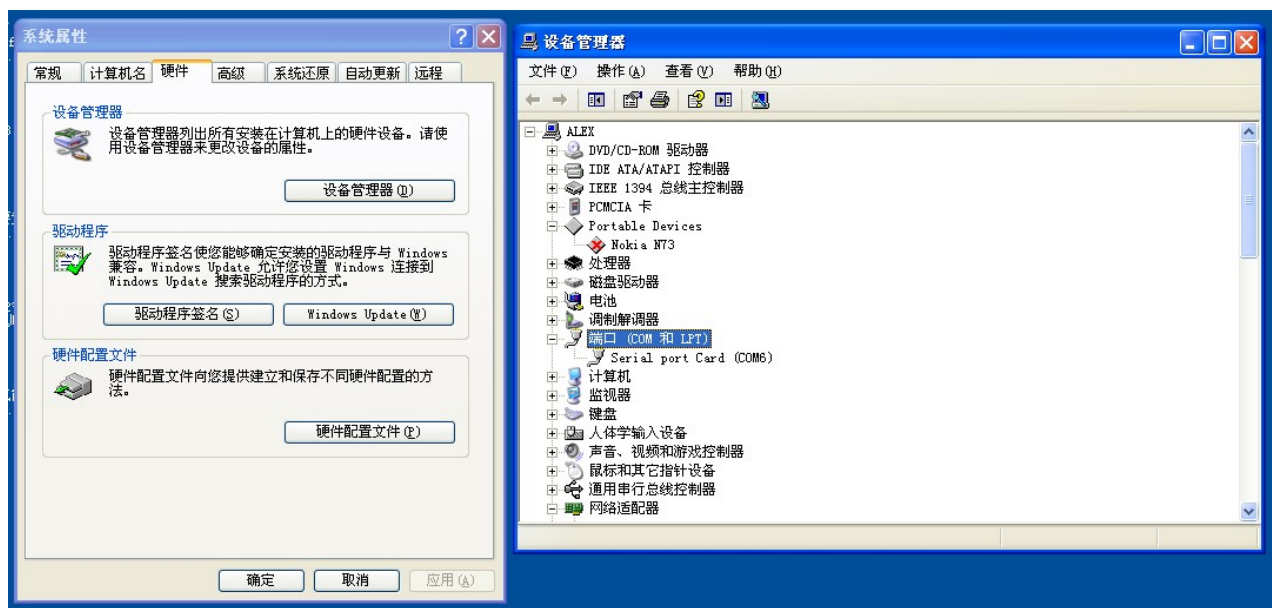 系统属性
常规 计算机名 硬件 高级 系统还原 自动更新 远程
设备管理器
设备管理器列出所有安装在计算机上的硬件设备。请使
用设备管理器来更改设备的属性。
设备管理器(D)
驱动程序
驱动程序签名使您能够确定安装的驱动程序与 Windows
兼容。Windows Update 允许您设置 Windows 连接到
Windows Update 搜索驱动程序的方式。
驱动程序签名(S) Windows Update(W)
硬件配置文件
硬件配置文件向您提供建立和保存不同硬件配置的方
法。
硬件配置文件(P)
确定 取消 应用(A)
设备管理器
文件(F) 操作(A) 查看(V) 帮助(H)
ALEX
DVD/CD-ROM 驱动器
IDE ATA/ATAPI 控制器
IEEE 1394 总线主控制器
PCMCIA 卡
Portable Devices
Nokia N73
处理器
磁盘驱动器
电池
调制解调器
端口 (COM 和 LPT)
Serial port Card (COM6)
计算机
监视器
键盘
人体学输入设备
声音、视频和游戏控制器
鼠标和其它指针设备
通用串行总线控制器
网络适配器